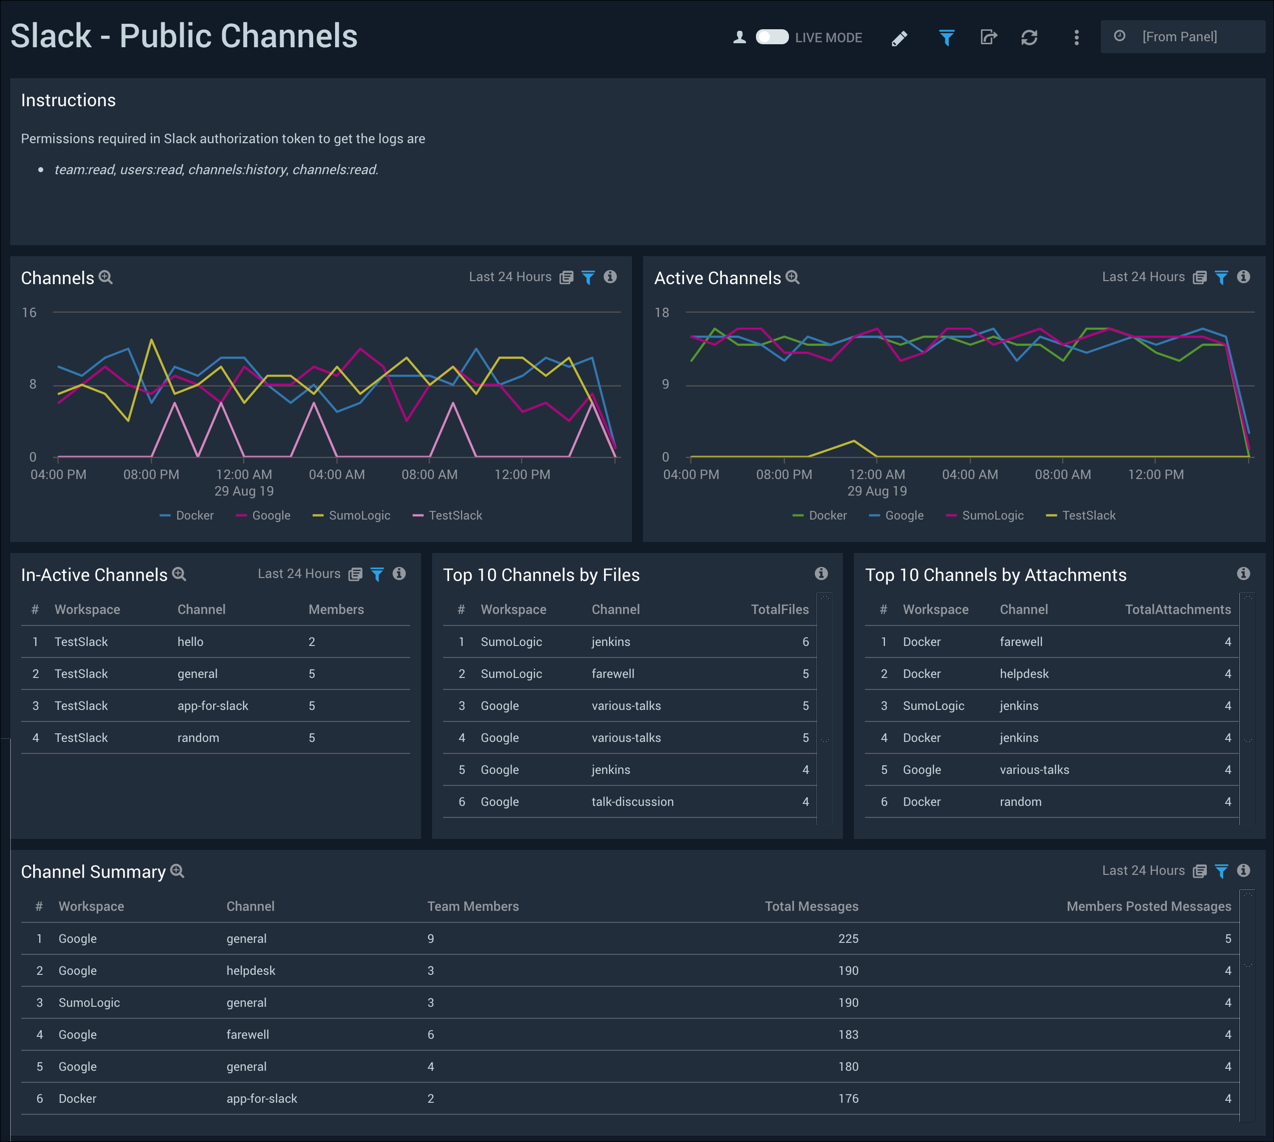 Slack - Public Channels
LIVE MODE
[From Panel]
Instructions
Permissions required in Slack authorization token to get the logs are
• team:read, users:read, channels:history, channels:read.
Channels
Last 24 Hours
16
8
0
04:00 PM 08:00 PM 12:00 AM 04:00 AM 08:00 AM 12:00 PM
29 Aug 19
Docker Google SumoLogic TestSlack
Active Channels
Last 24 Hours
18
9
0
04:00 PM 08:00 PM 12:00 AM 04:00 AM 08:00 AM 12:00 PM
29 Aug 19
Docker Google SumoLogic TestSlack
In-Active Channels
Last 24 Hours
# Workspace Channel Members
1 TestSlack hello 2
2 TestSlack general 5
3 TestSlack app-for-slack 5
4 TestSlack random 5
Top 10 Channels by Files
# Workspace Channel TotalFiles
1 SumoLogic jenkins 6
2 SumoLogic farewell 5
3 Google various-talks 5
4 Google various-talks 5
5 Google jenkins 4
6 Google talk-discussion 4
Top 10 Channels by Attachments
# Workspace Channel TotalAttachments
1 Docker farewell 4
2 Docker helpdesk 4
3 SumoLogic jenkins 4
4 Docker jenkins 4
5 Google various-talks 4
6 Docker random 4
Channel Summary
Last 24 Hours
# Workspace Channel Team Members Total Messages Members Posted Messages
1 Google general 9 225 5
2 Google helpdesk 3 190 4
3 SumoLogic general 3 190 4
4 Google farewell 6 183 4
5 Google general 4 180 4
6 Docker app-for-slack 2 176 4